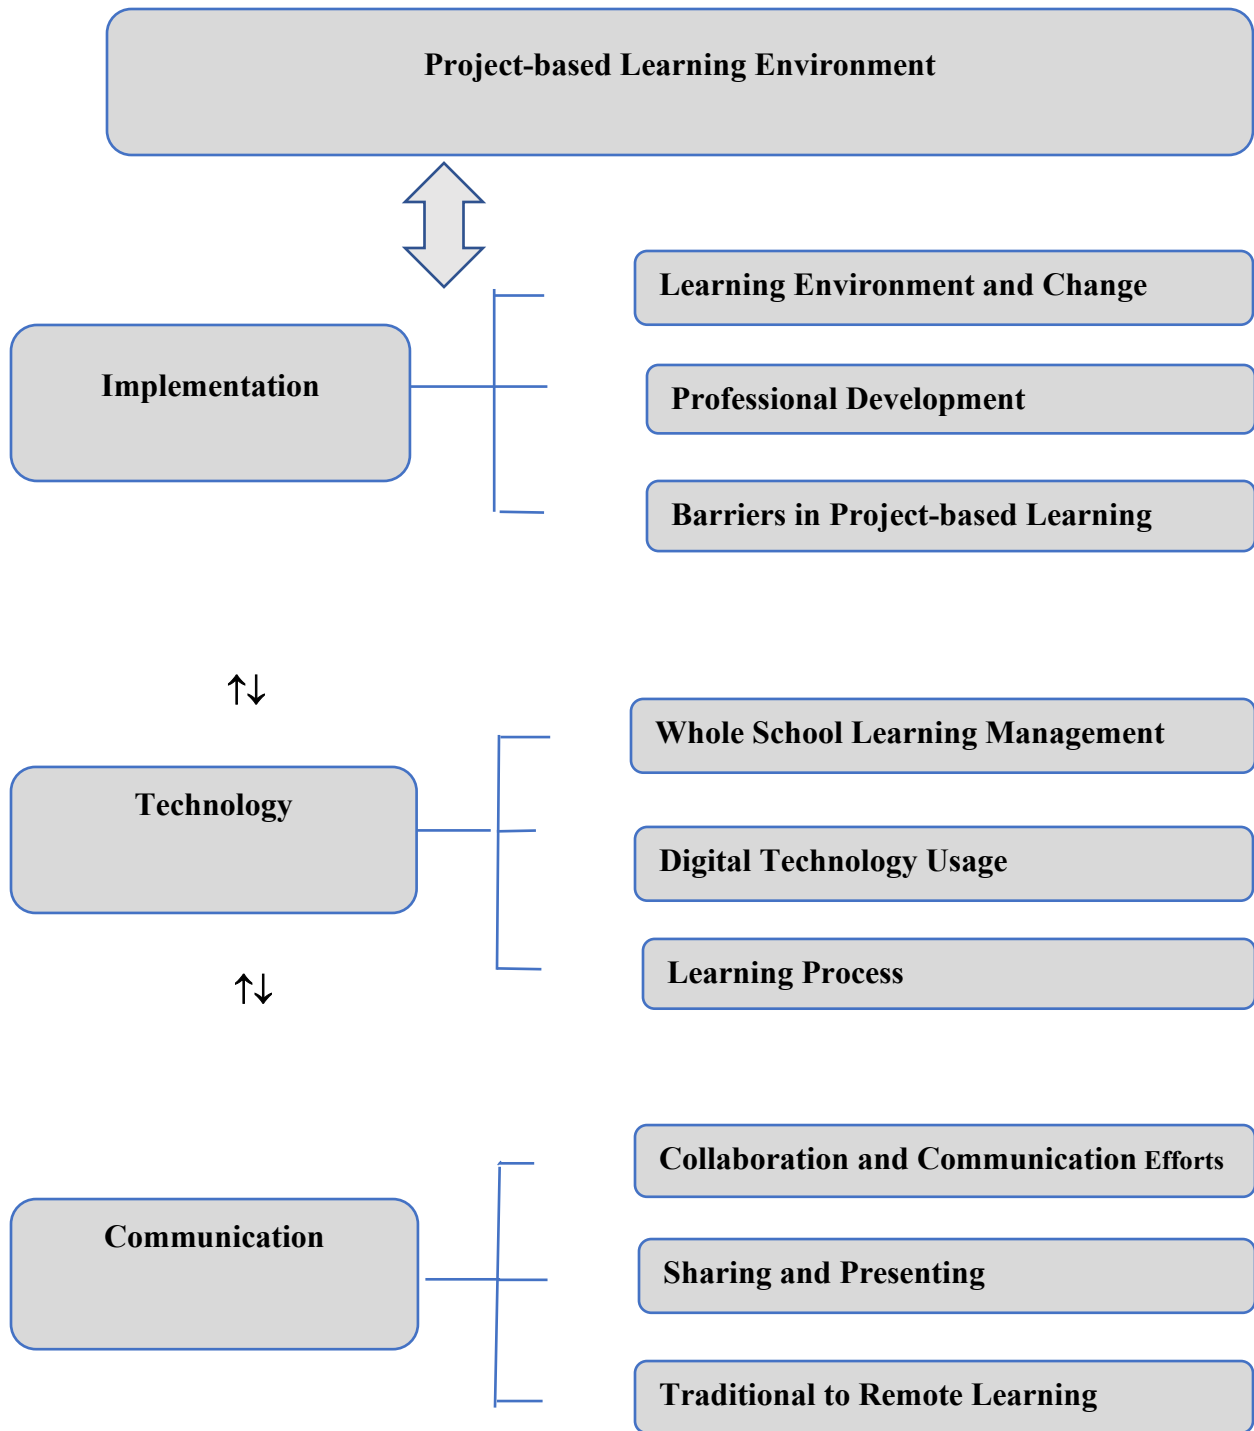 Project-based Learning Environment
Learning Environment and Change
Implementation
Professional Development
Barriers in Project-based Learning
↑↓
Whole School Learning Management
Technology
Digital Technology Usage
Learning Process
↑↓
Collaboration and Communication Efforts
Communication
Sharing and Presenting
Traditional to Remote Learning